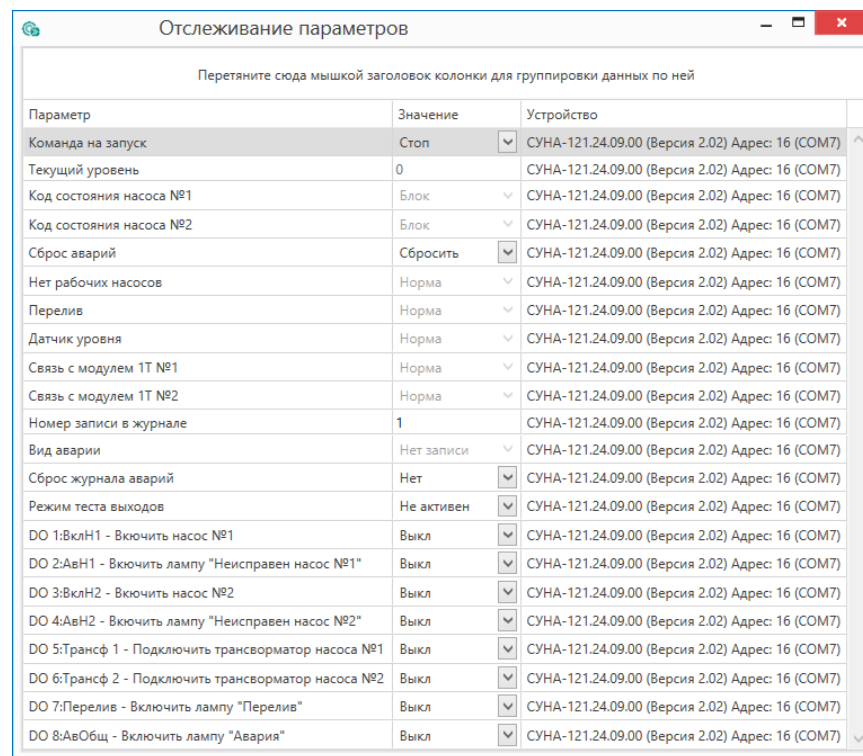 Отслеживание параметров
Перетяните сюда мышкой заголовок колонки для группировки данных по ней
Параметр Значение Устройство
Команда на запуск Стоп СУНА-121.24.09.00 (Версия 2.02) Адрес: 16 (COM7)
Текущий уровень 0 СУНА-121.24.09.00 (Версия 2.02) Адрес: 16 (COM7)
Код состояния насоса №1 Блок СУНА-121.24.09.00 (Версия 2.02) Адрес: 16 (COM7)
Код состояния насоса №2 Блок СУНА-121.24.09.00 (Версия 2.02) Адрес: 16 (COM7)
Сброс аварий Сбросить СУНА-121.24.09.00 (Версия 2.02) Адрес: 16 (COM7)
Нет рабочих насосов Норма СУНА-121.24.09.00 (Версия 2.02) Адрес: 16 (COM7)
Перелив Норма СУНА-121.24.09.00 (Версия 2.02) Адрес: 16 (COM7)
Датчик уровня Норма СУНА-121.24.09.00 (Версия 2.02) Адрес: 16 (COM7)
Связь с модулем 1Т №1 Норма СУНА-121.24.09.00 (Версия 2.02) Адрес: 16 (COM7)
Связь с модулем 1Т №2 Норма СУНА-121.24.09.00 (Версия 2.02) Адрес: 16 (COM7)
Номер записи в журнале 1 СУНА-121.24.09.00 (Версия 2.02) Адрес: 16 (COM7)
Вид аварии Нет записи СУНА-121.24.09.00 (Версия 2.02) Адрес: 16 (COM7)
Сброс журнала аварий Нет СУНА-121.24.09.00 (Версия 2.02) Адрес: 16 (COM7)
Режим теста выходов Не активен СУНА-121.24.09.00 (Версия 2.02) Адрес: 16 (COM7)
DO 1:ВклН1 - Вкючить насос №1 Выкл СУНА-121.24.09.00 (Версия 2.02) Адрес: 16 (COM7)
DO 2:АвН1 - Вкючить лампу "Неисправен насос №1" Выкл СУНА-121.24.09.00 (Версия 2.02) Адрес: 16 (COM7)
DO 3:ВклН2 - Вкючить насос №2 Выкл СУНА-121.24.09.00 (Версия 2.02) Адрес: 16 (COM7)
DO 4:АвН2 - Вкючить лампу "Неисправен насос №2" Выкл СУНА-121.24.09.00 (Версия 2.02) Адрес: 16 (COM7)
DO 5:Трансф 1 - Подключить трансворматор насоса №1 Выкл СУНА-121.24.09.00 (Версия 2.02) Адрес: 16 (COM7)
DO 6:Трансф 2 - Подключить трансворматор насоса №2 Выкл СУНА-121.24.09.00 (Версия 2.02) Адрес: 16 (COM7)
DO 7:Перелив - Включить лампу "Перелив" Выкл СУНА-121.24.09.00 (Версия 2.02) Адрес: 16 (COM7)
DO 8:АвОбщ - Включить лампу "Авария" Выкл СУНА-121.24.09.00 (Версия 2.02) Адрес: 16 (COM7)